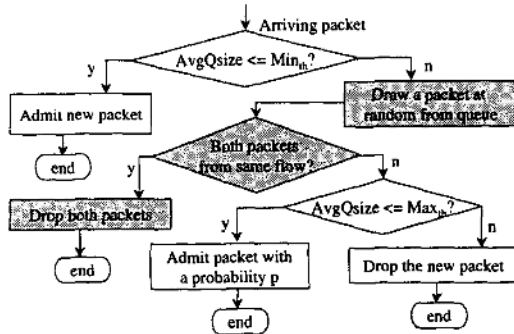 Arriving packet
AvgQsize <= Minth?
y
n
Admit new packet
Draw a packet at
random from queue
end
Both packets
from same flow?
y
n
Drop both packets
AvgQsize <= Maxth?
y
n
end
Admit packet with
a probability p
Drop the new packet
end
end